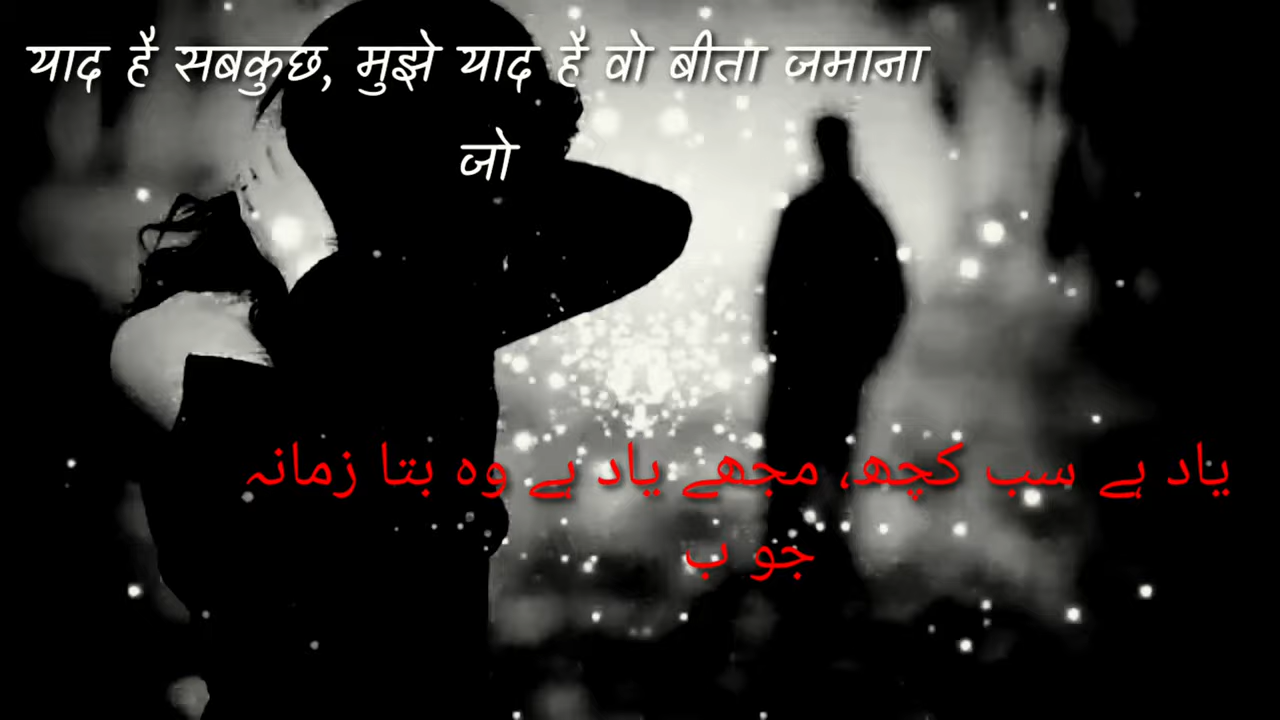 याद है सबकुछ, मुझे याद है वो बीता जमाना
जो
یاد ہے سب کچھ، مجھے یاد ہے وہ بتا زمانہ
جو ب